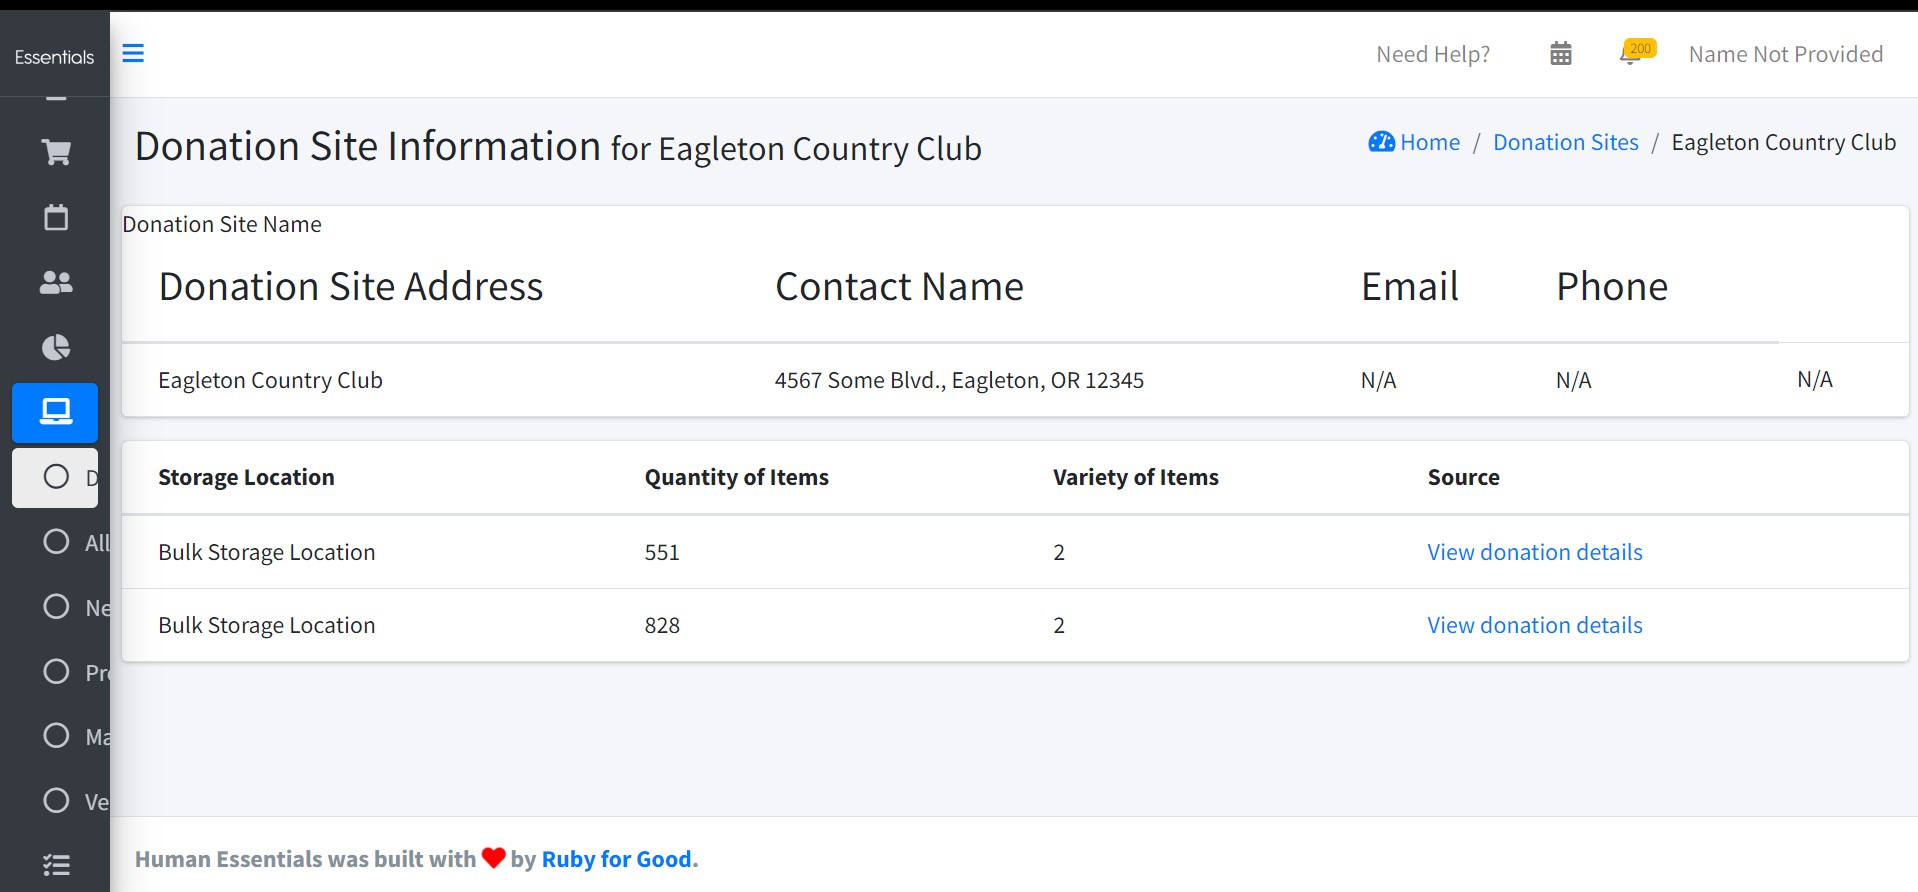 Essentials
Need Help?
200
Name Not Provided
Donation Site Information for Eagleton Country Club
Home / Donation Sites / Eagleton Country Club
Donation Site Name
Donation Site Address Contact Name Email Phone
Eagleton Country Club 4567 Some Blvd., Eagleton, OR 12345 N/A N/A N/A
Storage Location Quantity of Items Variety of Items Source
Bulk Storage Location 551 2 View donation details
Bulk Storage Location 828 2 View donation details
D
All
Ne
Pr
Ma
Ve
Human Essentials was built with by Ruby for Good.